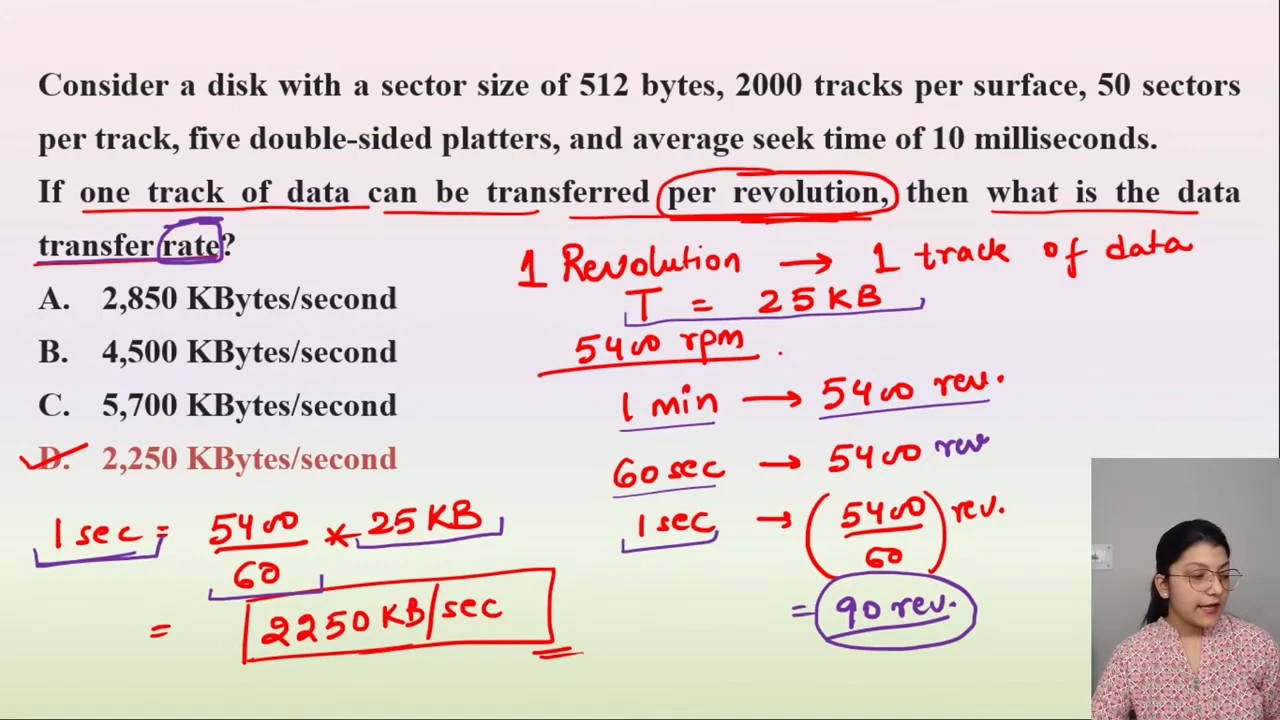 Consider a disk with a sector size of 512 bytes, 2000 tracks per surface, 50 sectors
per track, five double-sided platters, and average seek time of 10 milliseconds.
If one track of data can be transferred per revolution, then what is the data
transfer rate?
A. 2,850 KBytes/second
B. 4,500 KBytes/second
C. 5,700 KBytes/second
D. 2,250 KBytes/second
1 Revolution → 1 track of data
T = 25 KB
5400 rpm
1 min → 5400 rev.
60 sec → 5400 rev
1 sec → (5400/60) rev.
= 90 rev.
1 sec = 5400/60 * 25 KB
= 2250 KB/sec